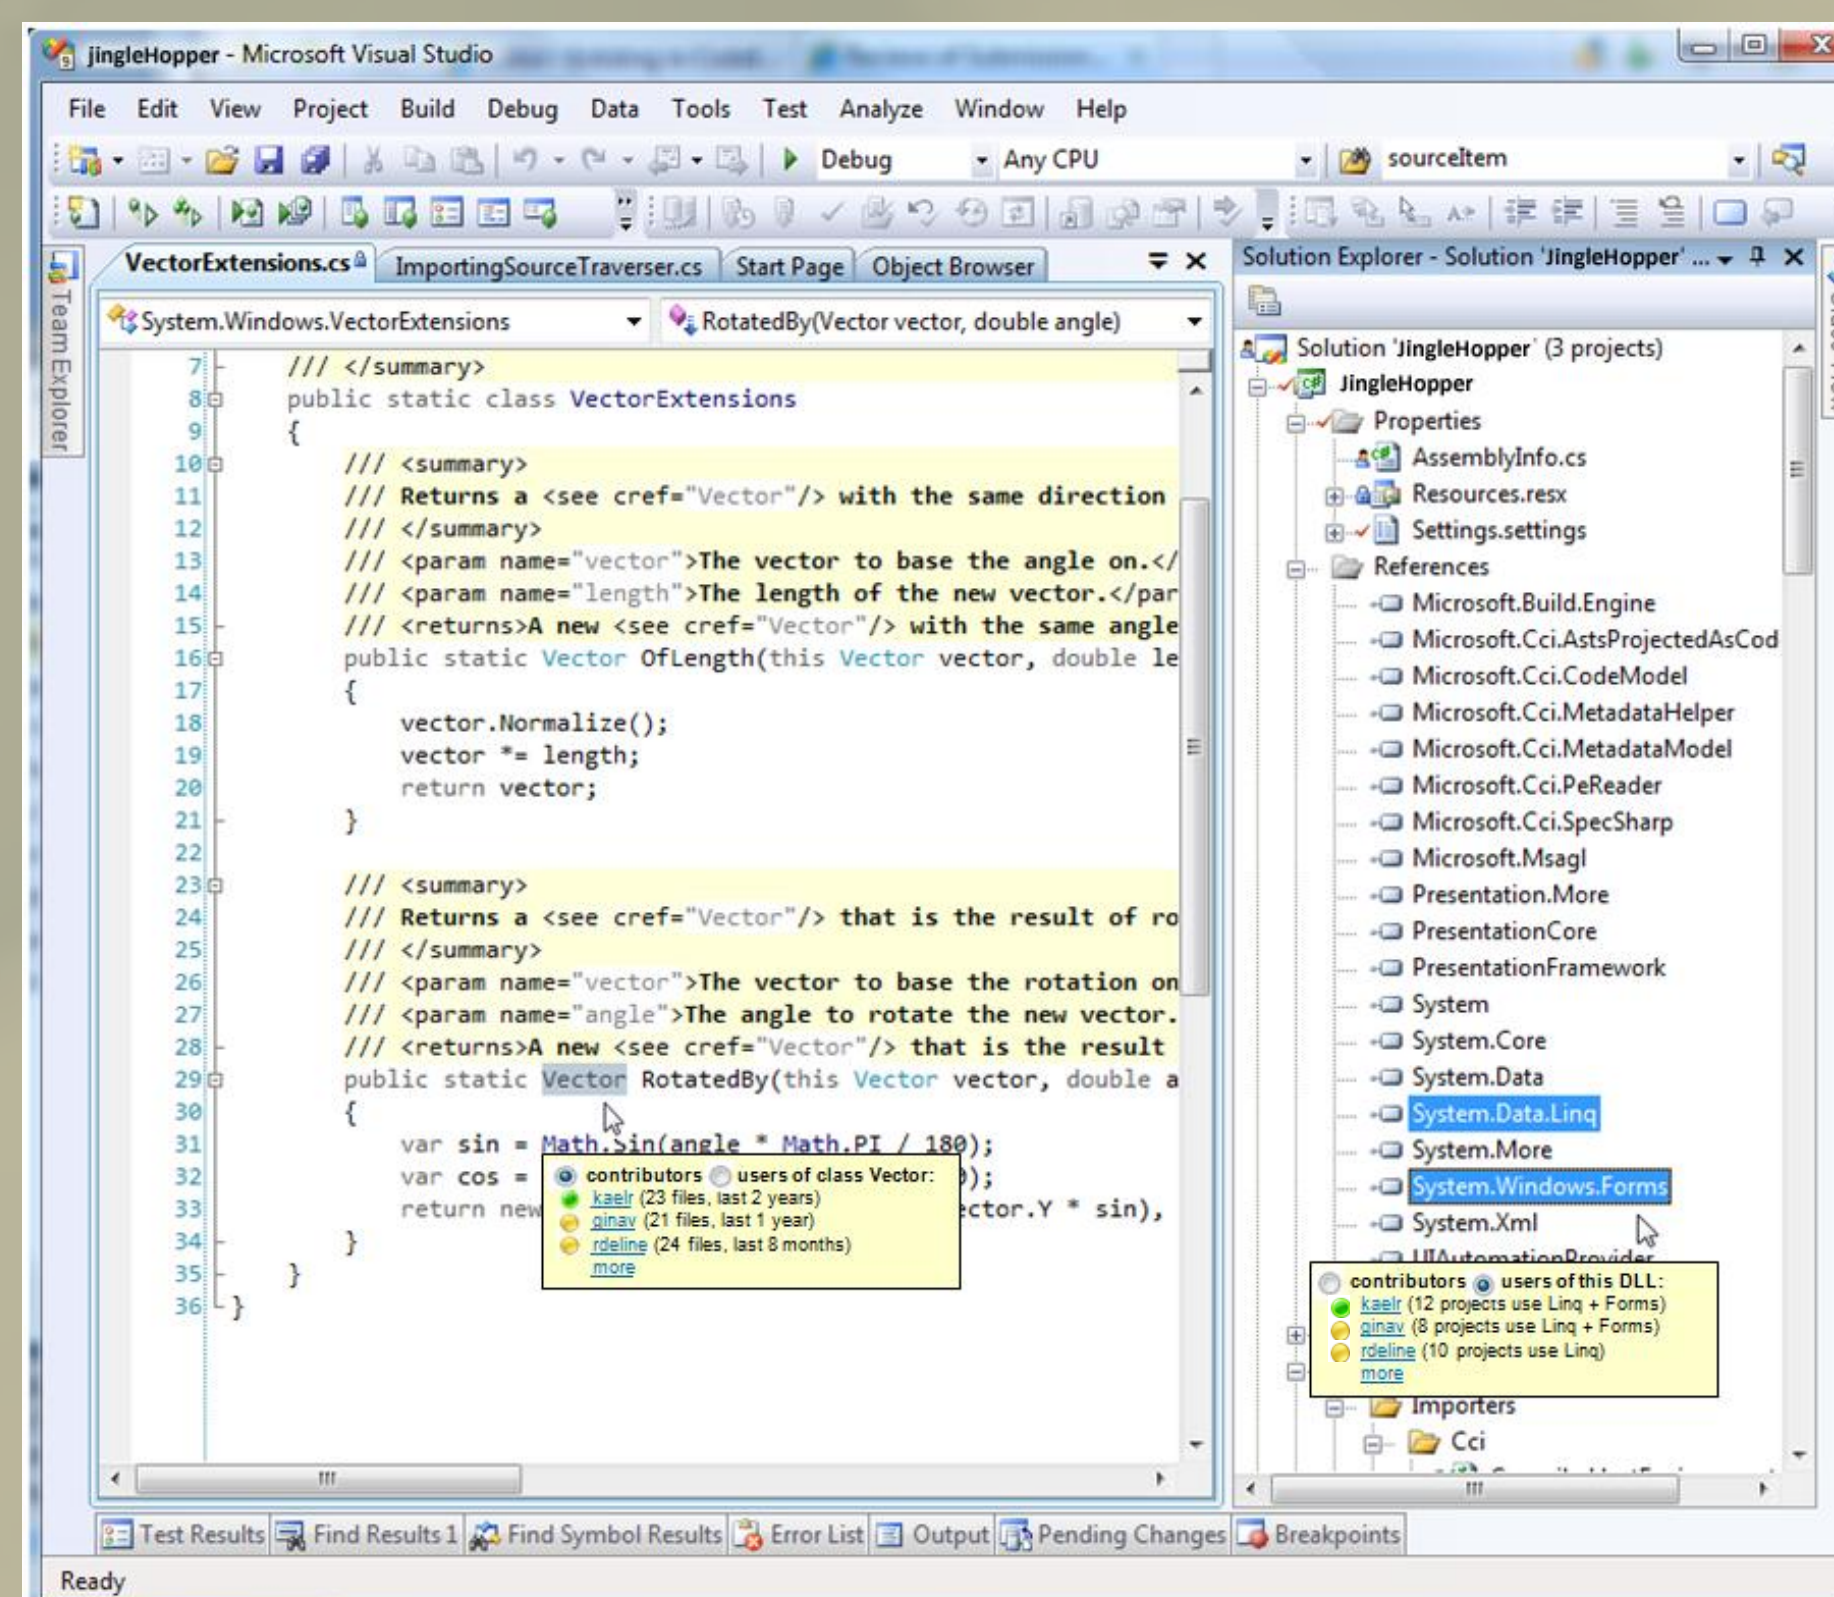 jingleHopper - Microsoft Visual Studio
File Edit View Project Build Debug Data Tools Test Analyze Window Help
Debug Any CPU sourceItem
Team Explorer
VectorExtensions.cs ImportingSourceTraverser.cs Start Page Object Browser
System.Windows.VectorExtensions RotatedBy(Vector vector, double angle)
7 /// </summary>
8 public static class VectorExtensions
9 {
10 /// <summary>
11 /// Returns a <see cref="Vector"/> with the same direction
12 /// </summary>
13 /// <param name="vector">The vector to base the angle on.</
14 /// <param name="length">The length of the new vector.</par
15 /// <returns>A new <see cref="Vector"/> with the same angle
16 public static Vector OfLength(this Vector vector, double le
17 {
18 vector.Normalize();
19 vector *= length;
20 return vector;
21 }
22
23 /// <summary>
24 /// Returns a <see cref="Vector"/> that is the result of ro
25 /// </summary>
26 /// <param name="vector">The vector to base the rotation on
27 /// <param name="angle">The angle to rotate the new vector.
28 /// <returns>A new <see cref="Vector"/> that is the result
29 public static Vector RotatedBy(this Vector vector, double a
30 {
31 var sin = Math.Sin(angle * Math.PI / 180);
32 var cos = );
33 return new ctor.Y * sin),
34 }
35 }
36 }
contributors users of class Vector:
kaelr (23 files, last 2 years)
ginav (21 files, last 1 year)
rdeline (24 files, last 8 months)
more
Solution Explorer - Solution 'JingleHopper' ...
Solution 'JingleHopper' (3 projects)
JingleHopper
Properties
AssemblyInfo.cs
Resources.resx
Settings.settings
References
Microsoft.Build.Engine
Microsoft.Cci.AstsProjectedAsCod
Microsoft.Cci.CodeModel
Microsoft.Cci.MetadataHelper
Microsoft.Cci.MetadataModel
Microsoft.Cci.PeReader
Microsoft.Cci.SpecSharp
Microsoft.Msagl
Presentation.More
PresentationCore
PresentationFramework
System
System.Core
System.Data
System.Data.Linq
System.More
System.Windows.Forms
System.Xml
UIAutomationProvider
contributors users of this DLL:
kaelr (12 projects use Linq + Forms)
ginav (8 projects use Linq + Forms)
rdeline (10 projects use Linq)
more
Importers
Cci
Test Results Find Results 1 Find Symbol Results Error List Output Pending Changes Breakpoints
Ready